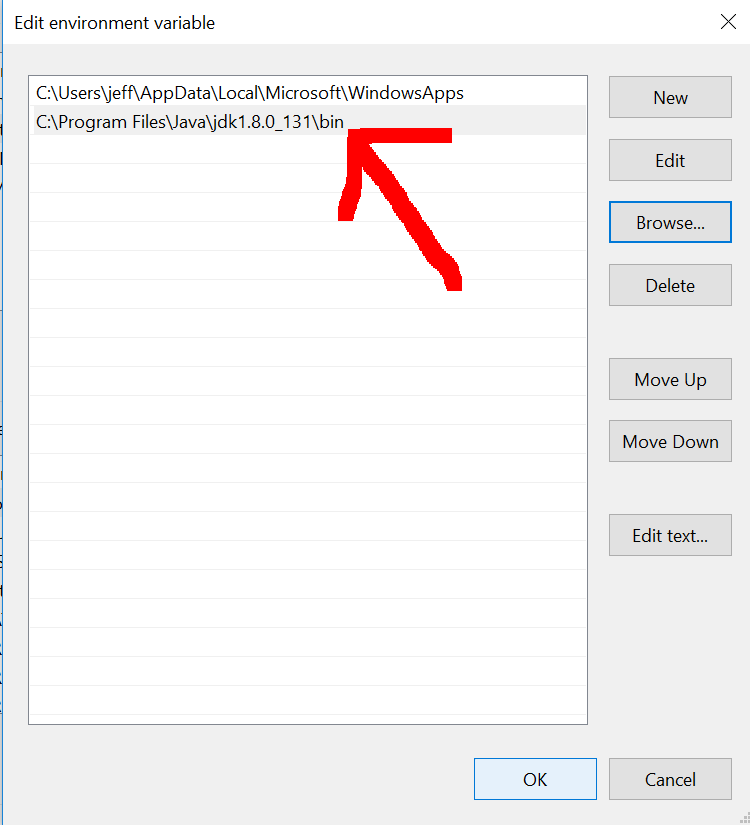 Edit environment variable
C:\Users\jeff\AppData\Local\Microsoft\WindowsApps
C:\Program Files\Java\jdk1.8.0_131\bin
New
Edit
Browse...
Delete
Move Up
Move Down
Edit text...
OK
Cancel